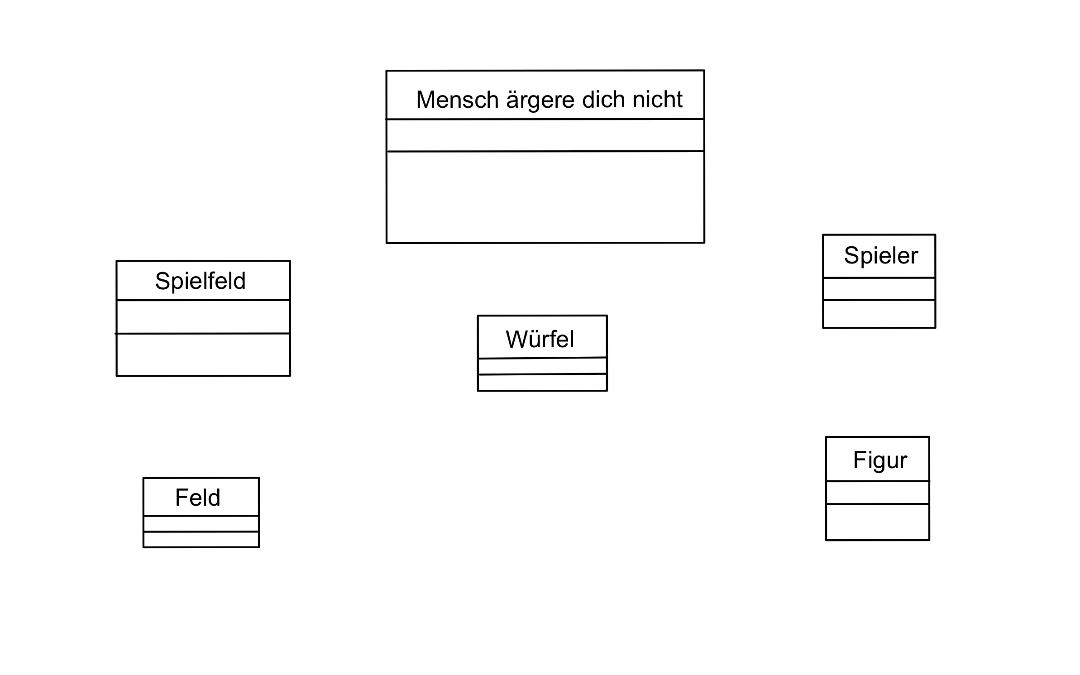 Mensch ärgere dich nicht
Spieler
Spielfeld
Würfel
Figur
Feld